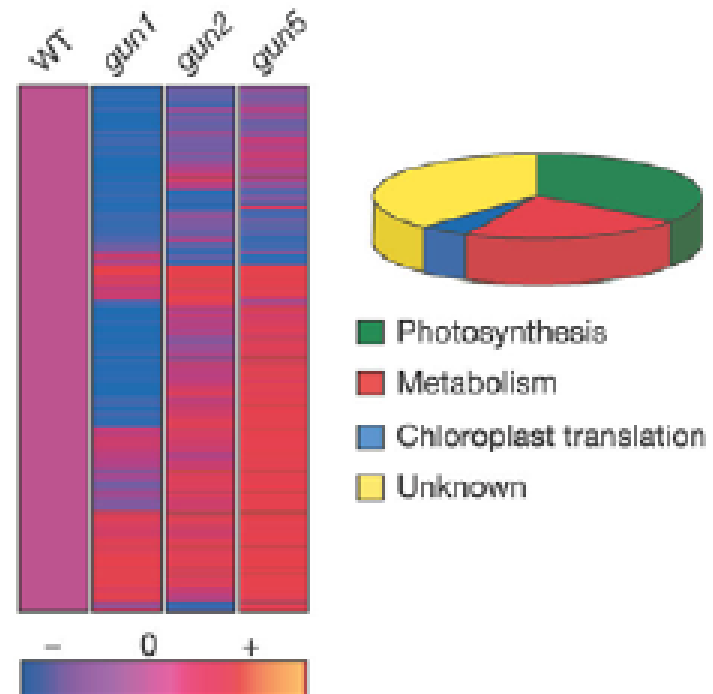 WT gun1 gun2 gun5
Photosynthesis
Metabolism
Chloroplast translation
Unknown
– 0 +